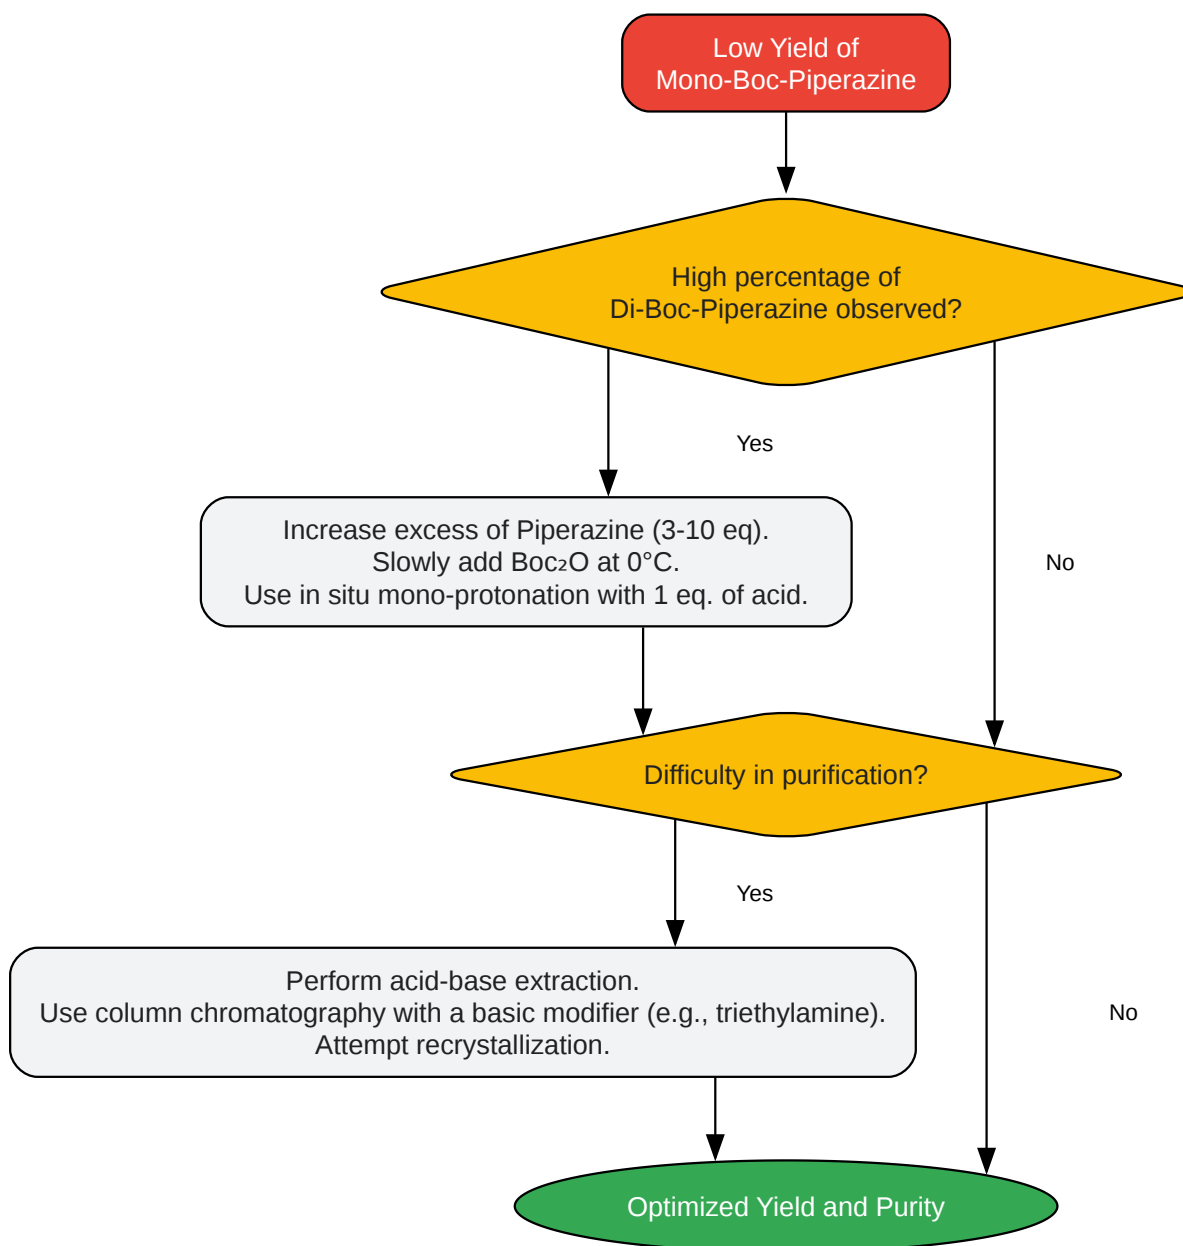 Low Yield of
Mono-Boc-Piperazine
High percentage of
Di-Boc-Piperazine observed?
Yes
Increase excess of Piperazine (3-10 eq).
Slowly add Boc₂O at 0°C.
Use in situ mono-protonation with 1 eq. of acid.
No
Difficulty in purification?
Yes
Perform acid-base extraction.
Use column chromatography with a basic modifier (e.g., triethylamine).
Attempt recrystallization.
No
Optimized Yield and Purity